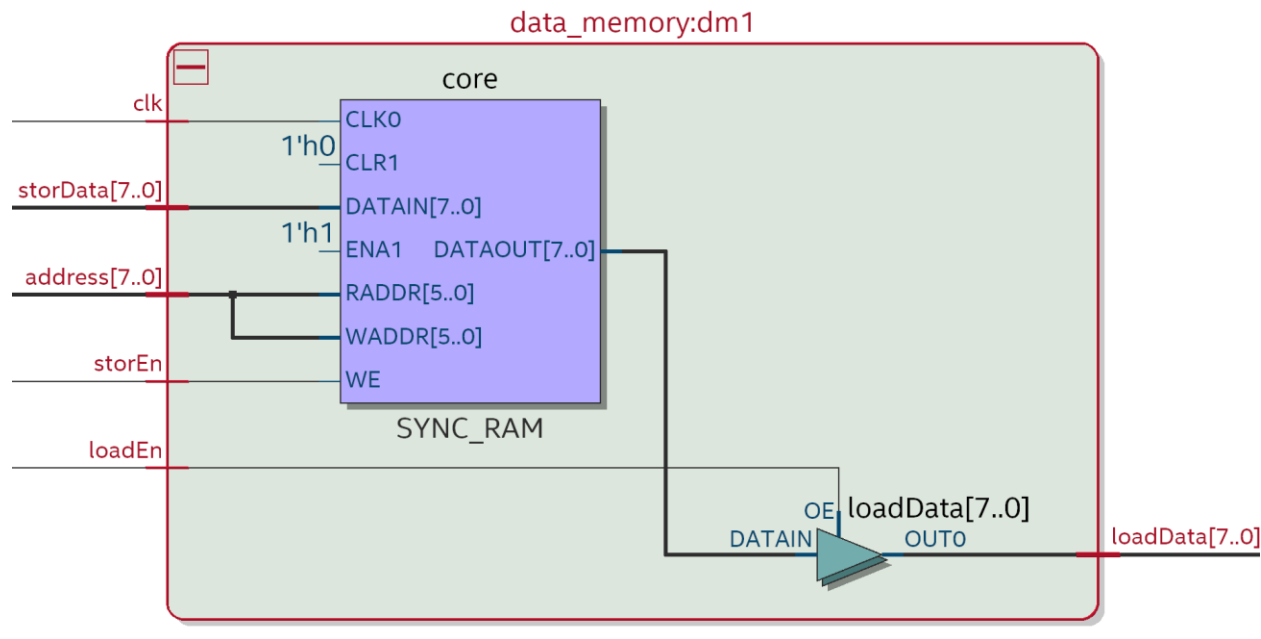 data_memory:dm1
core
clk
CLK0
1'h0
CLR1
storData[7..0]
DATAIN[7..0]
1'h1
ENA1
DATAOUT[7..0]
address[7..0]
RADDR[5..0]
WADDR[5..0]
storEn
WE
SYNC_RAM
loadEn
OE
loadData[7..0]
DATAIN
OUT0
loadData[7..0]